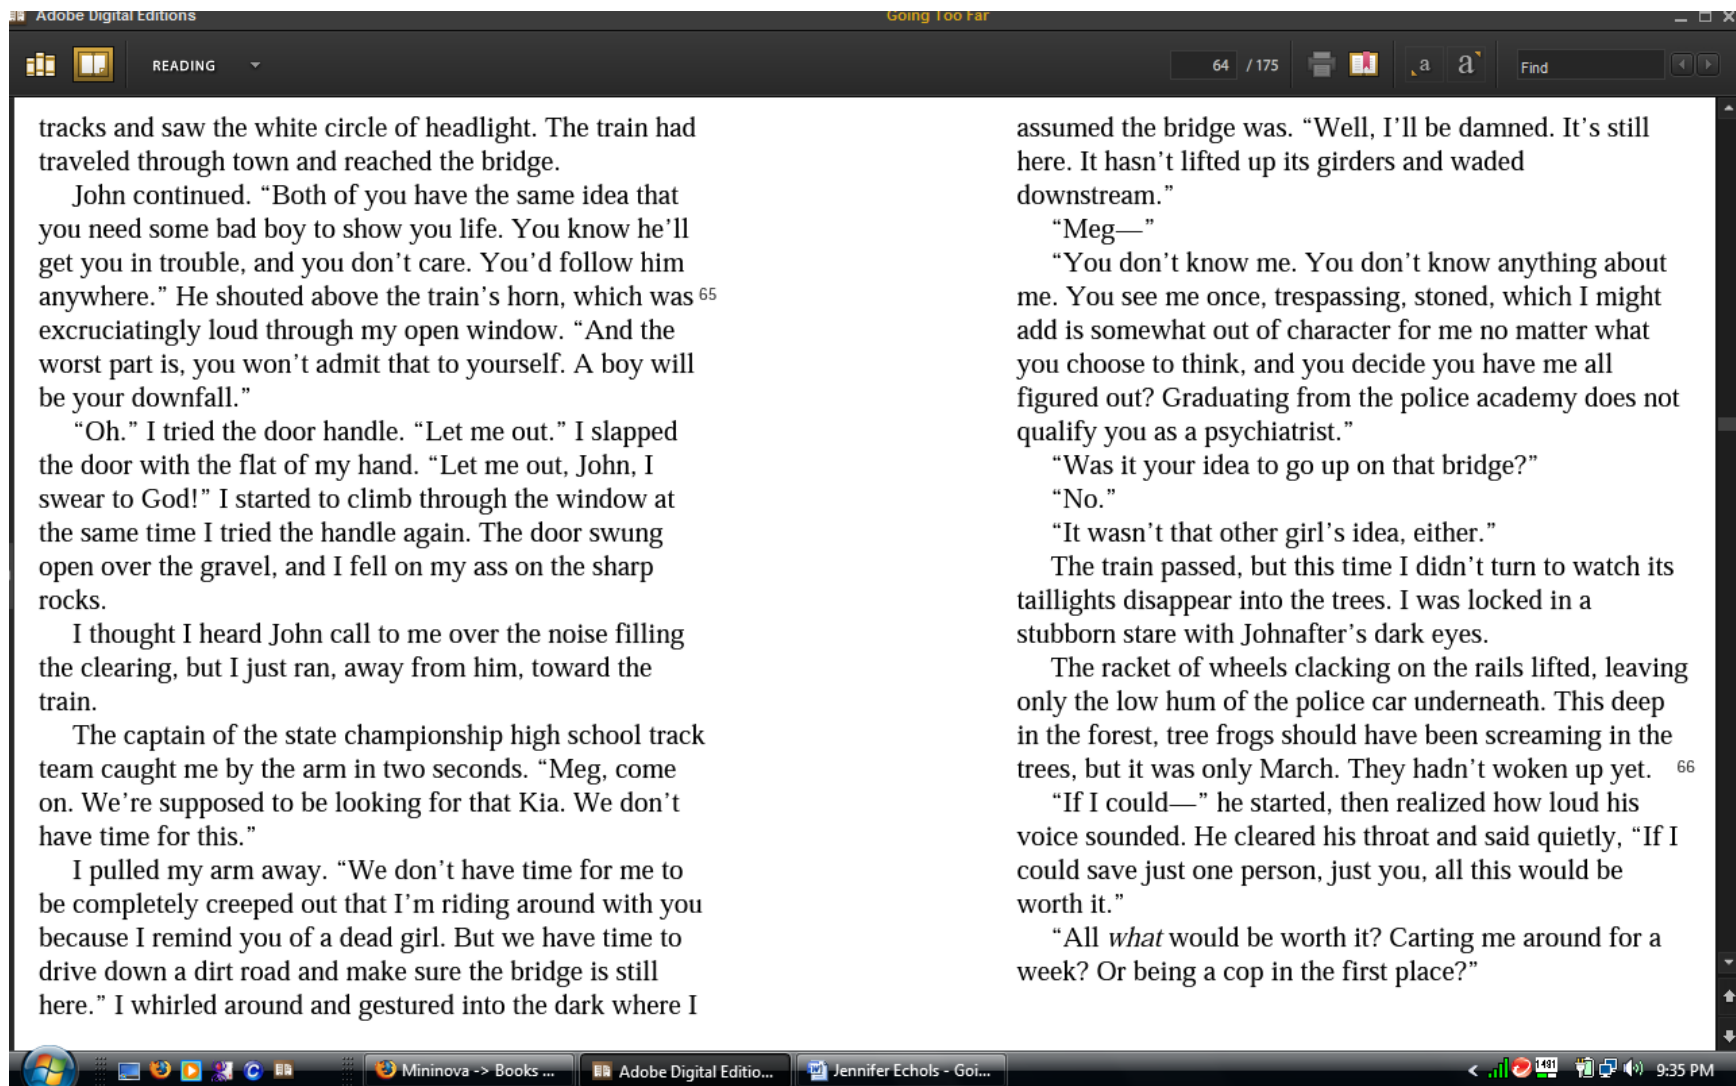 Adobe Digital Editions
Going Too Far
READING
64 / 175
a
a
Find
tracks and saw the white circle of headlight. The train had
traveled through town and reached the bridge.
John continued. “Both of you have the same idea that
you need some bad boy to show you life. You know he’ll
get you in trouble, and you don’t care. You’d follow him
anywhere.” He shouted above the train’s horn, which was 65
excruciatingly loud through my open window. “And the
worst part is, you won’t admit that to yourself. A boy will
be your downfall.”
“Oh.” I tried the door handle. “Let me out.” I slapped
the door with the flat of my hand. “Let me out, John, I
swear to God!” I started to climb through the window at
the same time I tried the handle again. The door swung
open over the gravel, and I fell on my ass on the sharp
rocks.
I thought I heard John call to me over the noise filling
the clearing, but I just ran, away from him, toward the
train.
The captain of the state championship high school track
team caught me by the arm in two seconds. “Meg, come
on. We’re supposed to be looking for that Kia. We don’t
have time for this.”
I pulled my arm away. “We don’t have time for me to
be completely creeped out that I’m riding around with you
because I remind you of a dead girl. But we have time to
drive down a dirt road and make sure the bridge is still
here.” I whirled around and gestured into the dark where I
assumed the bridge was. “Well, I’ll be damned. It’s still
here. It hasn’t lifted up its girders and waded
downstream.”
“Meg—”
“You don’t know me. You don’t know anything about
me. You see me once, trespassing, stoned, which I might
add is somewhat out of character for me no matter what
you choose to think, and you decide you have me all
figured out? Graduating from the police academy does not
qualify you as a psychiatrist.”
“Was it your idea to go up on that bridge?”
“No.”
“It wasn’t that other girl’s idea, either.”
The train passed, but this time I didn’t turn to watch its
taillights disappear into the trees. I was locked in a
stubborn stare with Johnafter’s dark eyes.
The racket of wheels clacking on the rails lifted, leaving
only the low hum of the police car underneath. This deep
in the forest, tree frogs should have been screaming in the
trees, but it was only March. They hadn’t woken up yet. 66
“If I could—” he started, then realized how loud his
voice sounded. He cleared his throat and said quietly, “If I
could save just one person, just you, all this would be
worth it.”
“All what would be worth it? Carting me around for a
week? Or being a cop in the first place?”
Mininova -> Books ...
Adobe Digital Editio...
Jennifer Echols - Goi...
9:35 PM